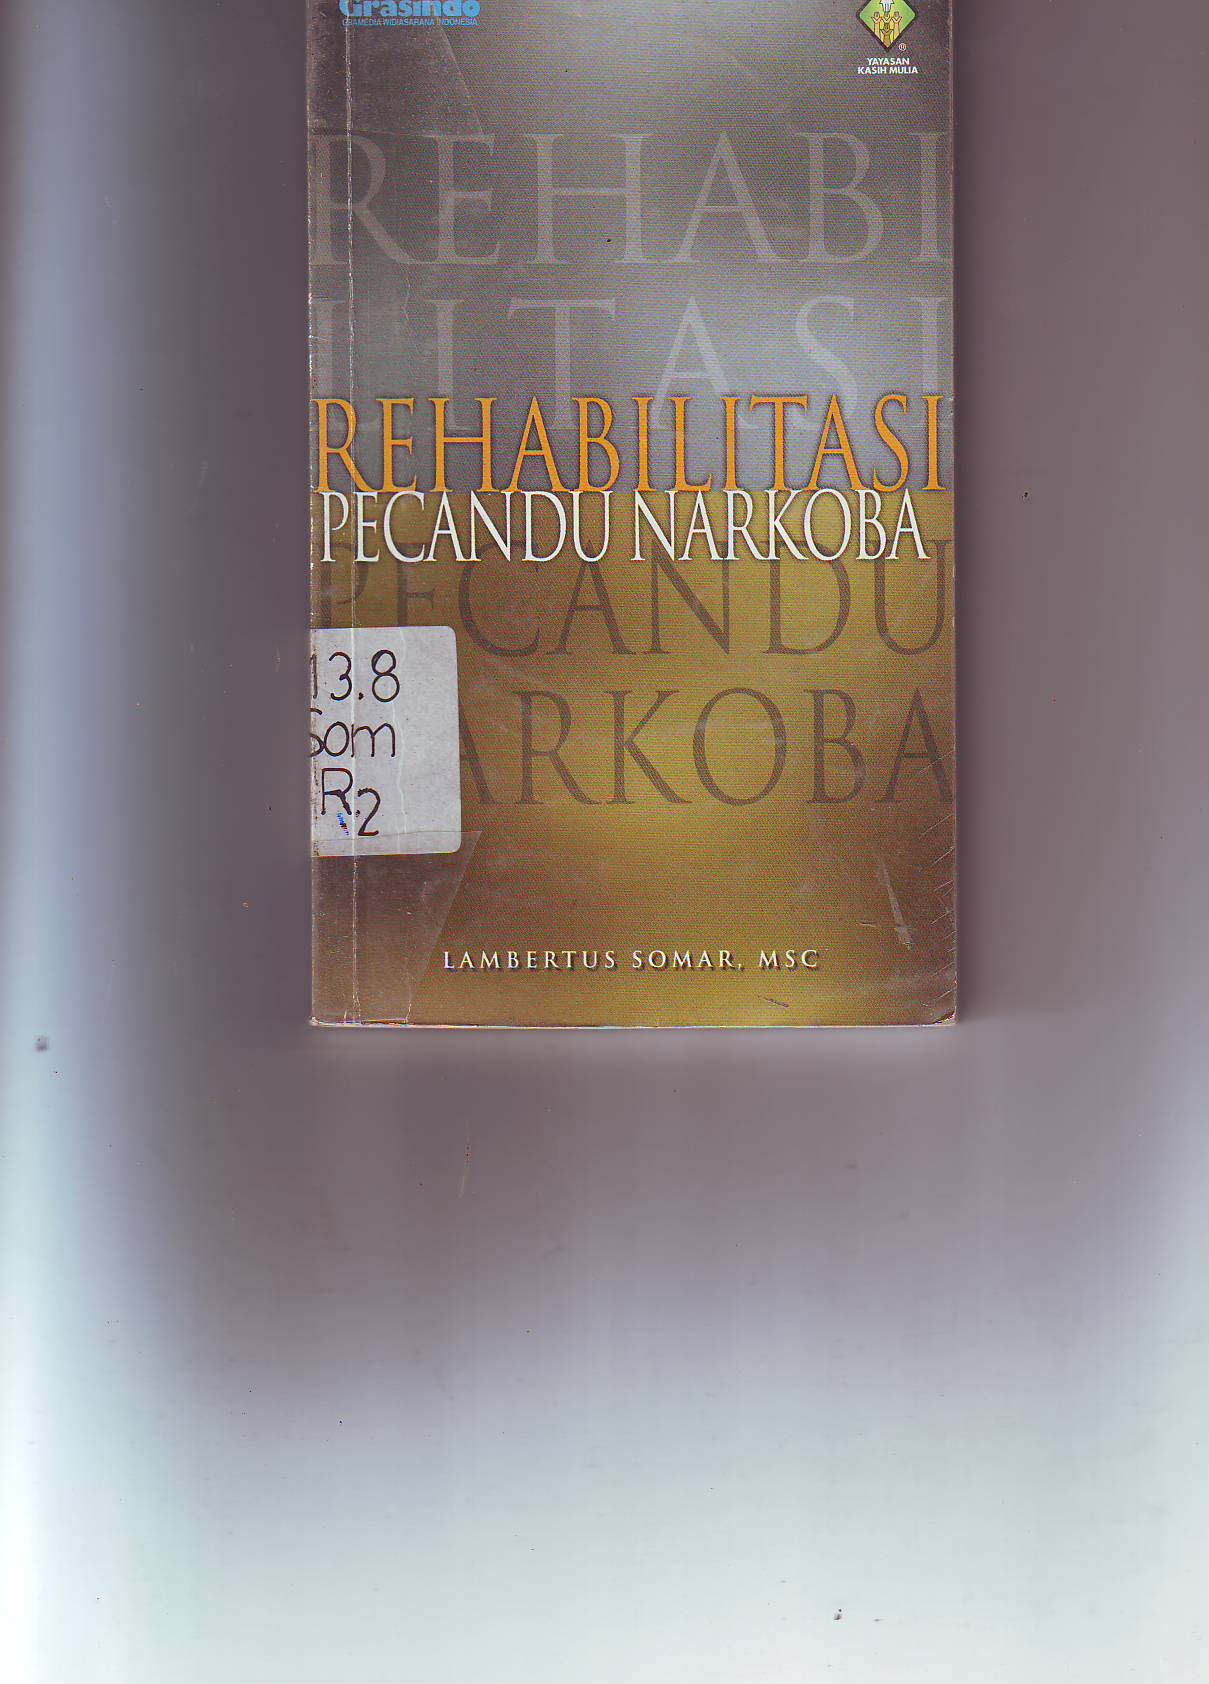 Grasindo
GRAMEDIA WIDIASARANA INDONESIA
®
YAYASAN
KASIH MULIA
REHABI
LITASI
REHABILITASI
PECANDU NARKOBA
PECANDU
ARKOBA
13.8
Som
R.2
LAMBERTUS SOMAR, MSC